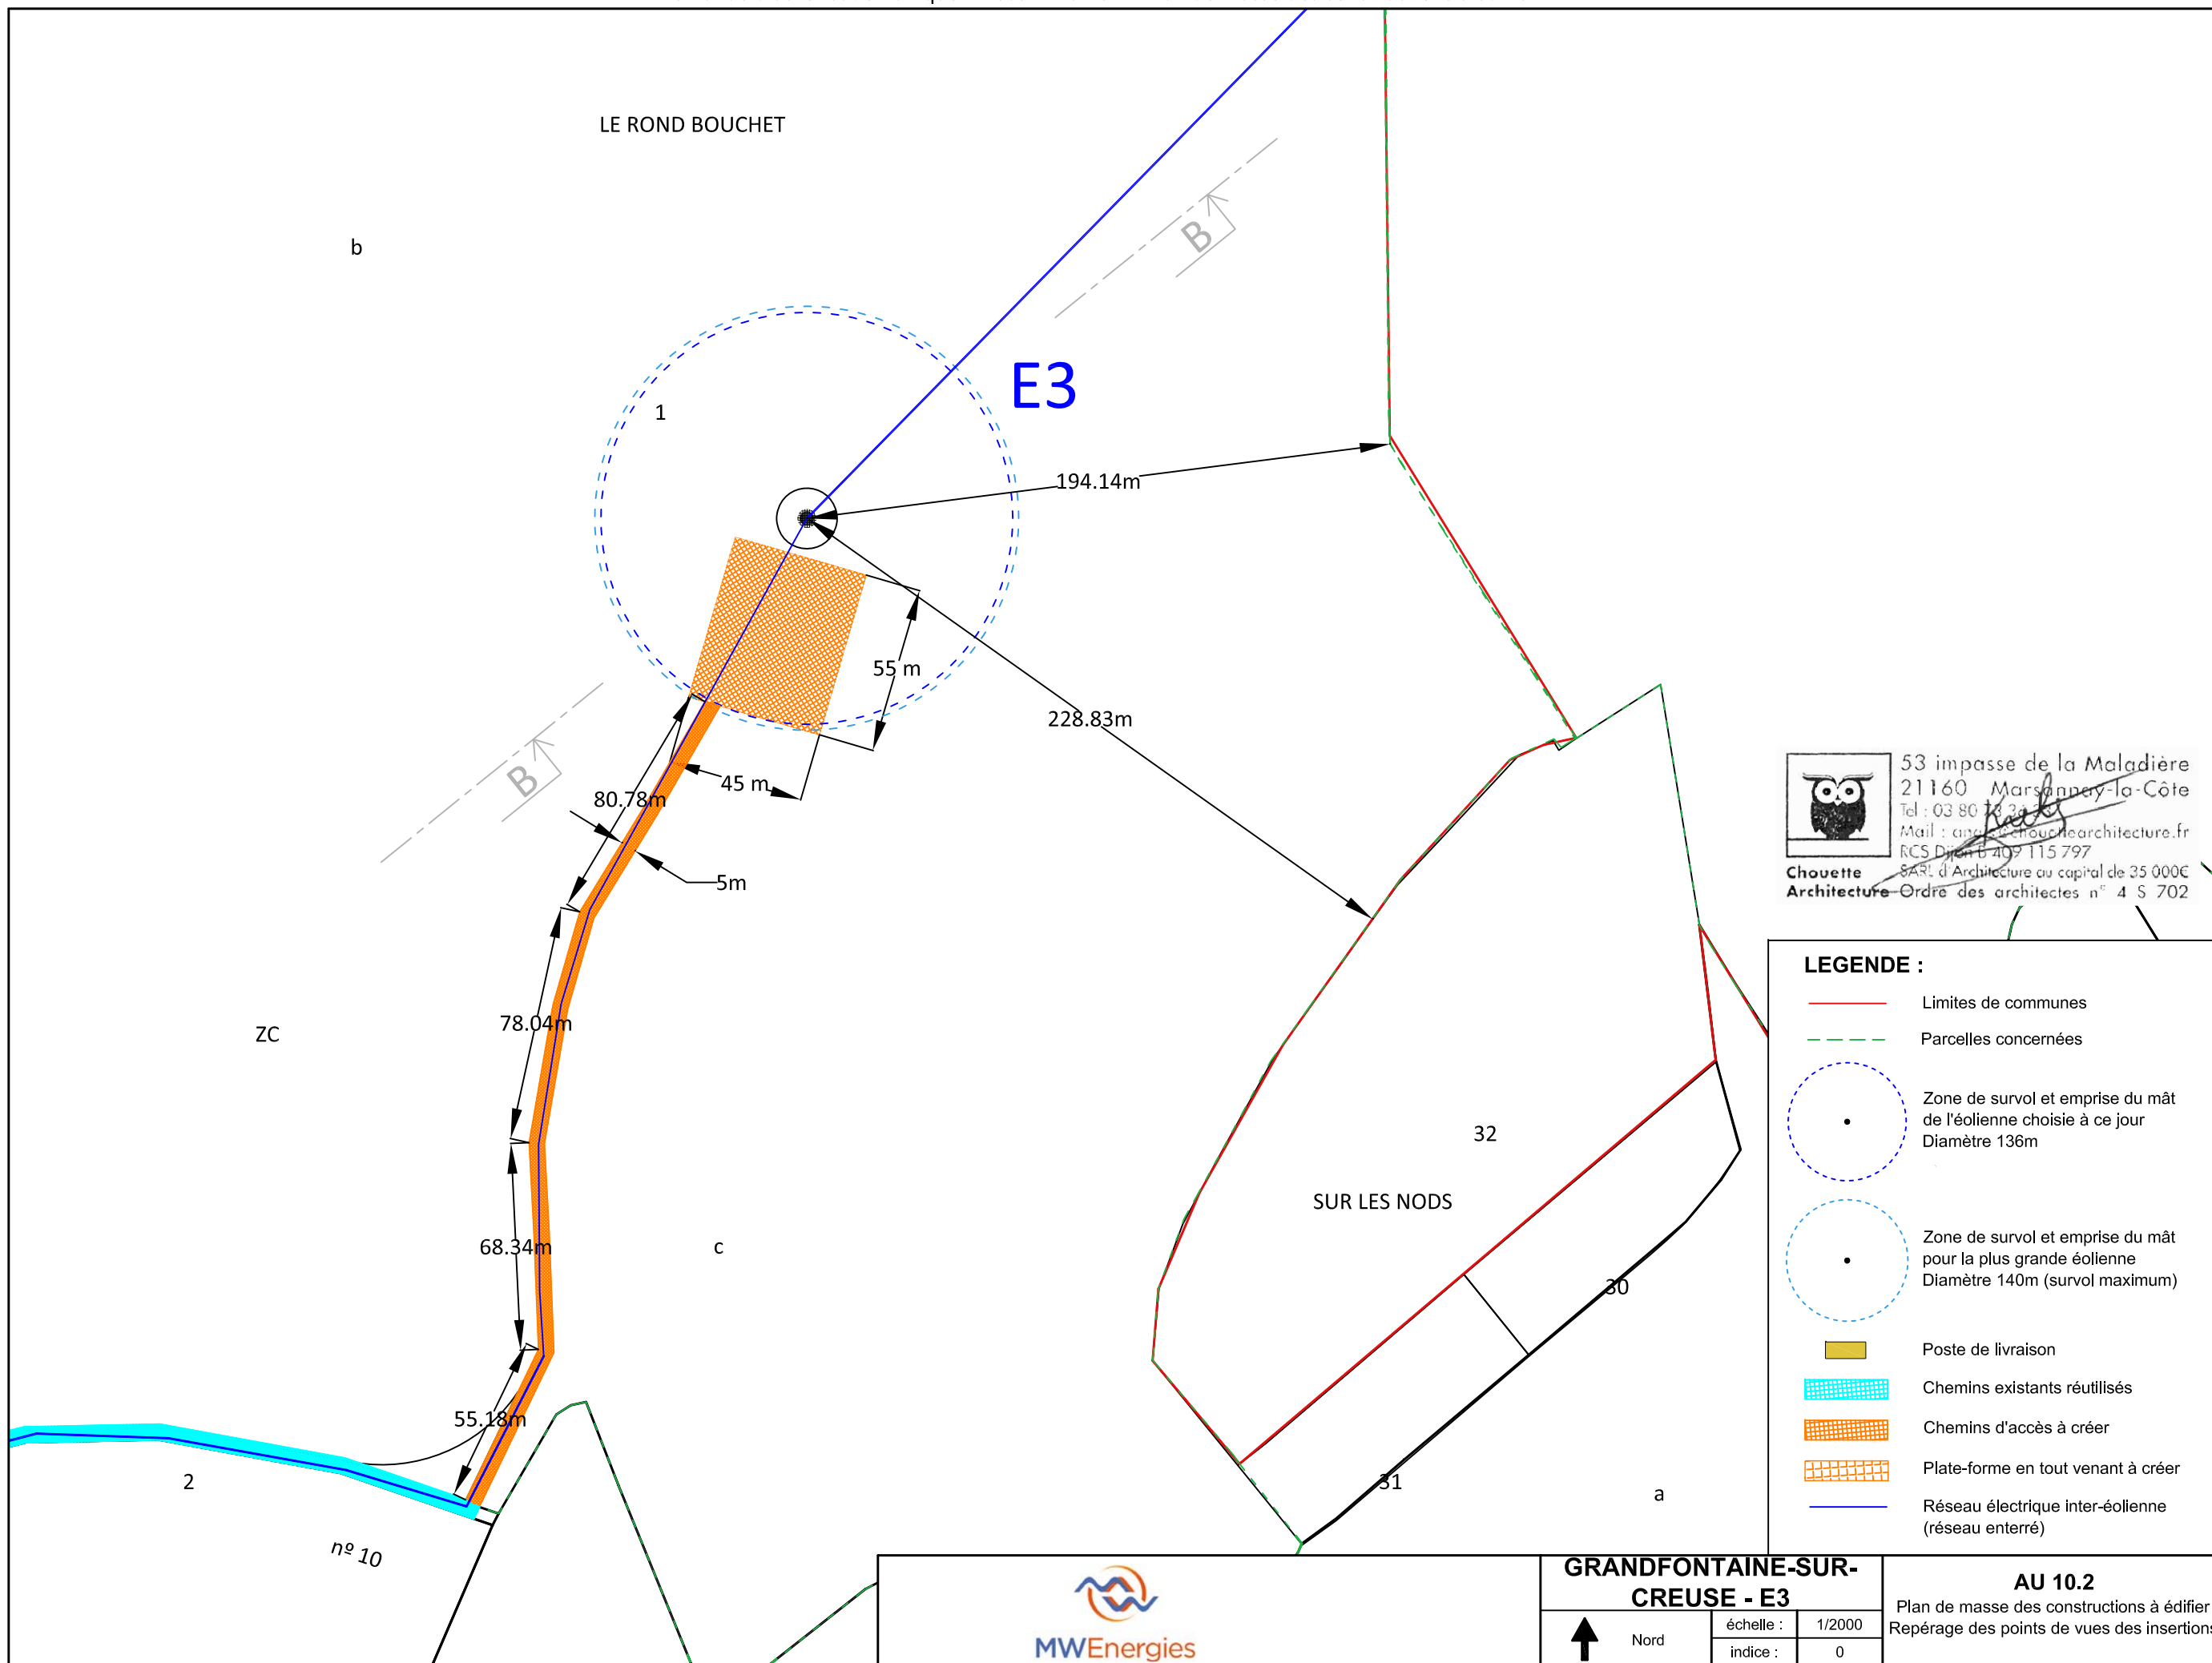 LE ROND BOUCHET
b
B
E3
1
194.14m
55 m
228.83m
B
45 m
80.78m
5m
78.04m
ZC
32
SUR LES NODS
68.34m
c
30
55.18m
2
31
a
nº 10
53 impasse de la Maladière
21160 Marsannay-la-Côte
Tel : 03 80
Mail : @chouettearchitecture.fr
RCS Dijon B 409 115 797
SARL d'Architecture au capital de 35 000€
Ordre des architectes n° 4 S 702
Chouette
Architecture
LEGENDE :
Limites de communes
Parcelles concernées
Zone de survol et emprise du mât
de l'éolienne choisie à ce jour
Diamètre 136m
Zone de survol et emprise du mât
pour la plus grande éolienne
Diamètre 140m (survol maximum)
Poste de livraison
Chemins existants réutilisés
Chemins d'accès à créer
Plate-forme en tout venant à créer
Réseau électrique inter-éolienne
(réseau enterré)
MWEnergies
GRANDFONTAINE-SUR-
CREUSE - E3
Nord
échelle : 1/2000
indice : 0
AU 10.2
Plan de masse des constructions à édifier
Repérage des points de vues des insertions